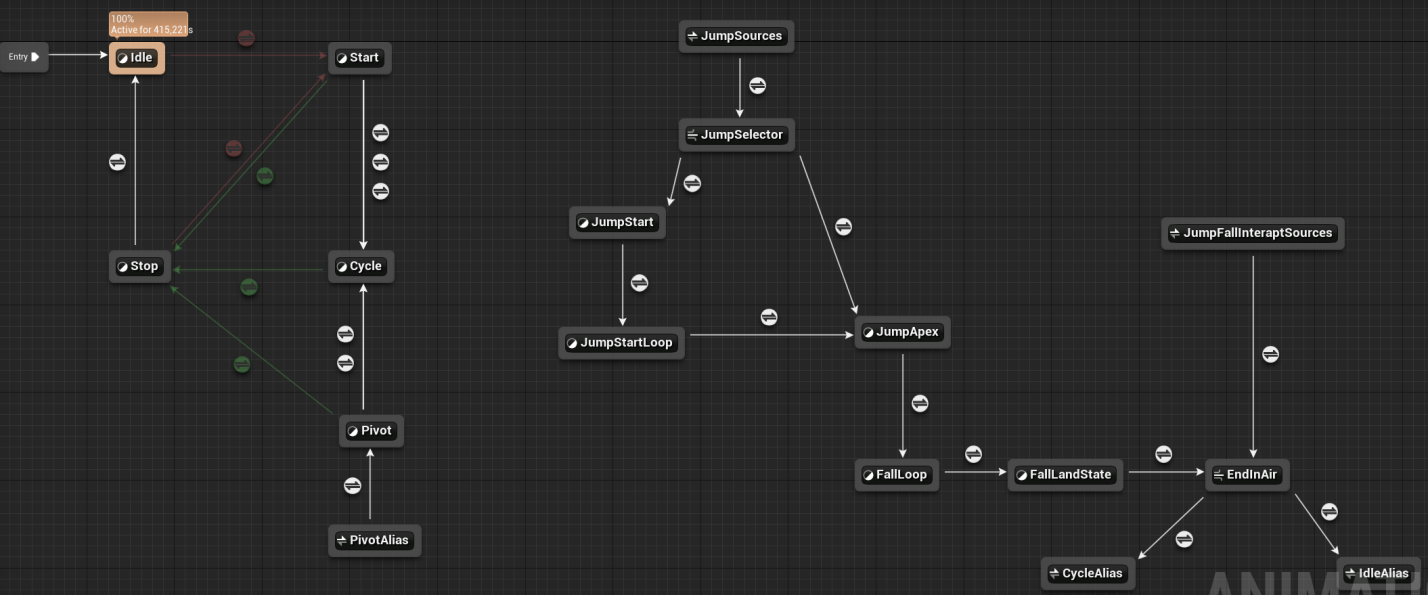 100%
Active for 415,221s
Entry
Idle
Start
JumpSources
JumpSelector
JumpStart
JumpFallInteraptSources
Stop
Cycle
JumpStartLoop
JumpApex
Pivot
FallLoop
FallLandState
EndInAir
PivotAlias
CycleAlias
IdleAlias